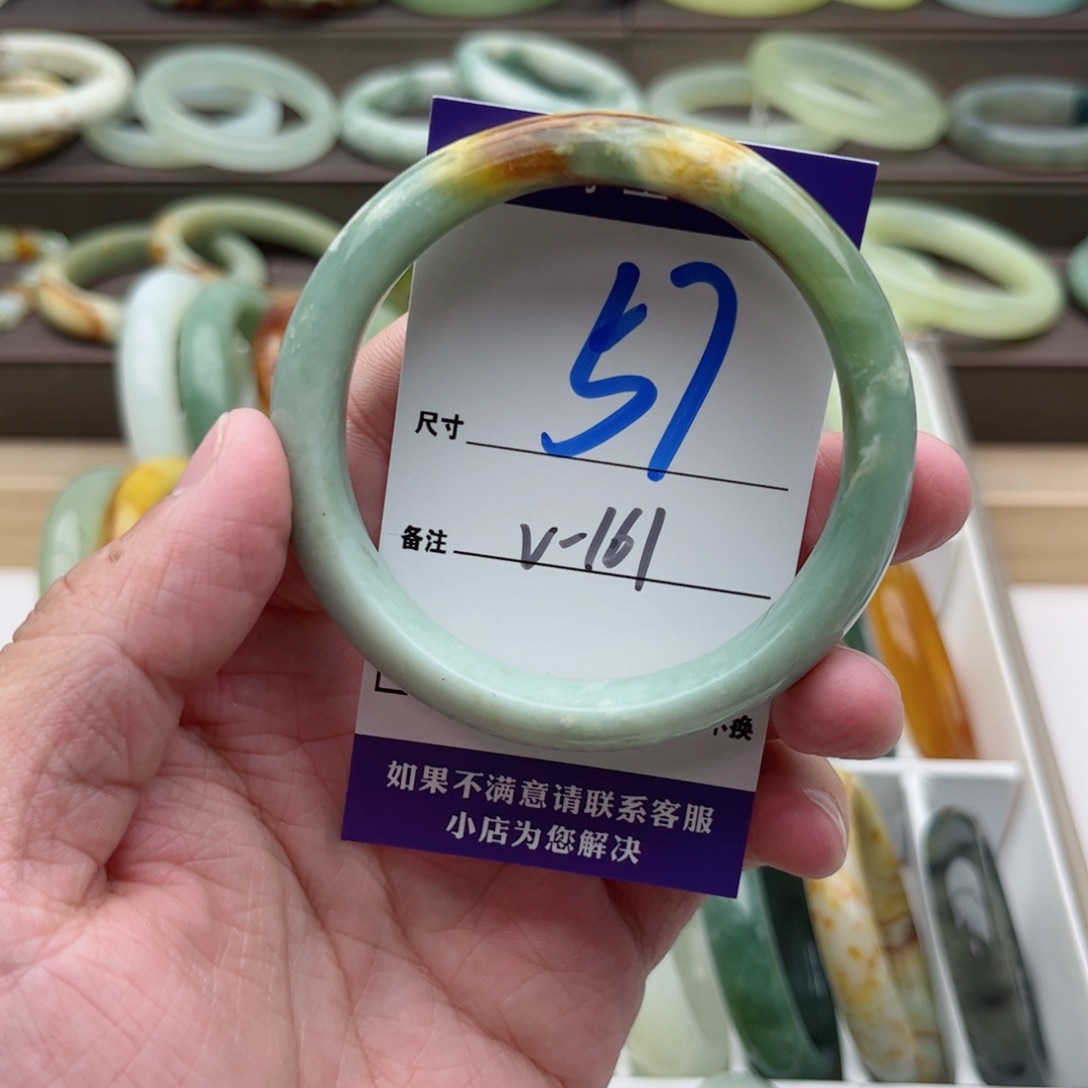 尺寸 57
备注 V-161
换
如果不满意请联系客服
小店为您解决